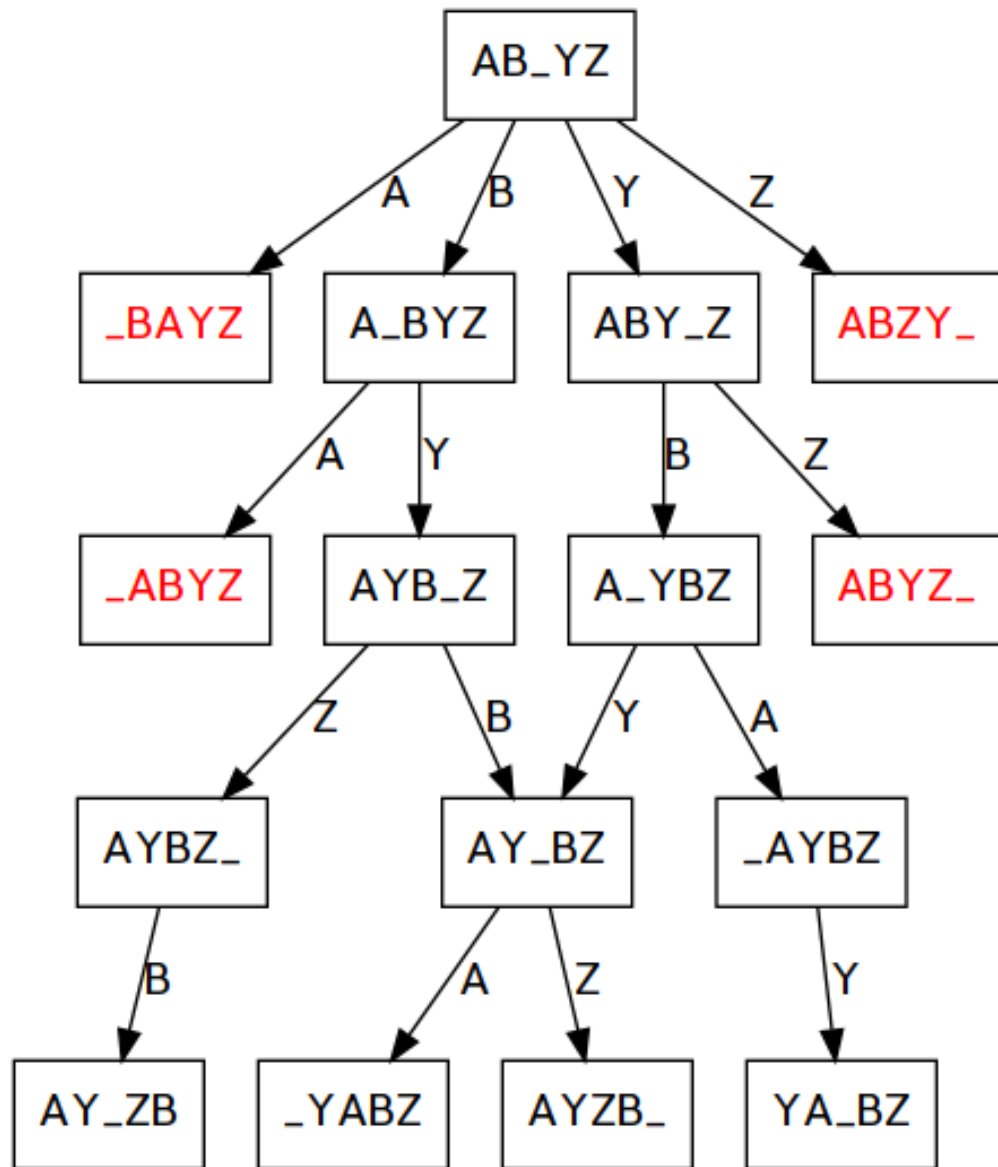 AB_YZ
A B Y Z
_BAYZ A_BYZ ABY_Z ABZY_
A Y B Z
_ABYZ AYB_Z A_YBZ ABYZ_
Z B Y A
AYBZ_ AY_BZ _AYBZ
B A Z Y
AY_ZB _YABZ AYZB_ YA_BZ